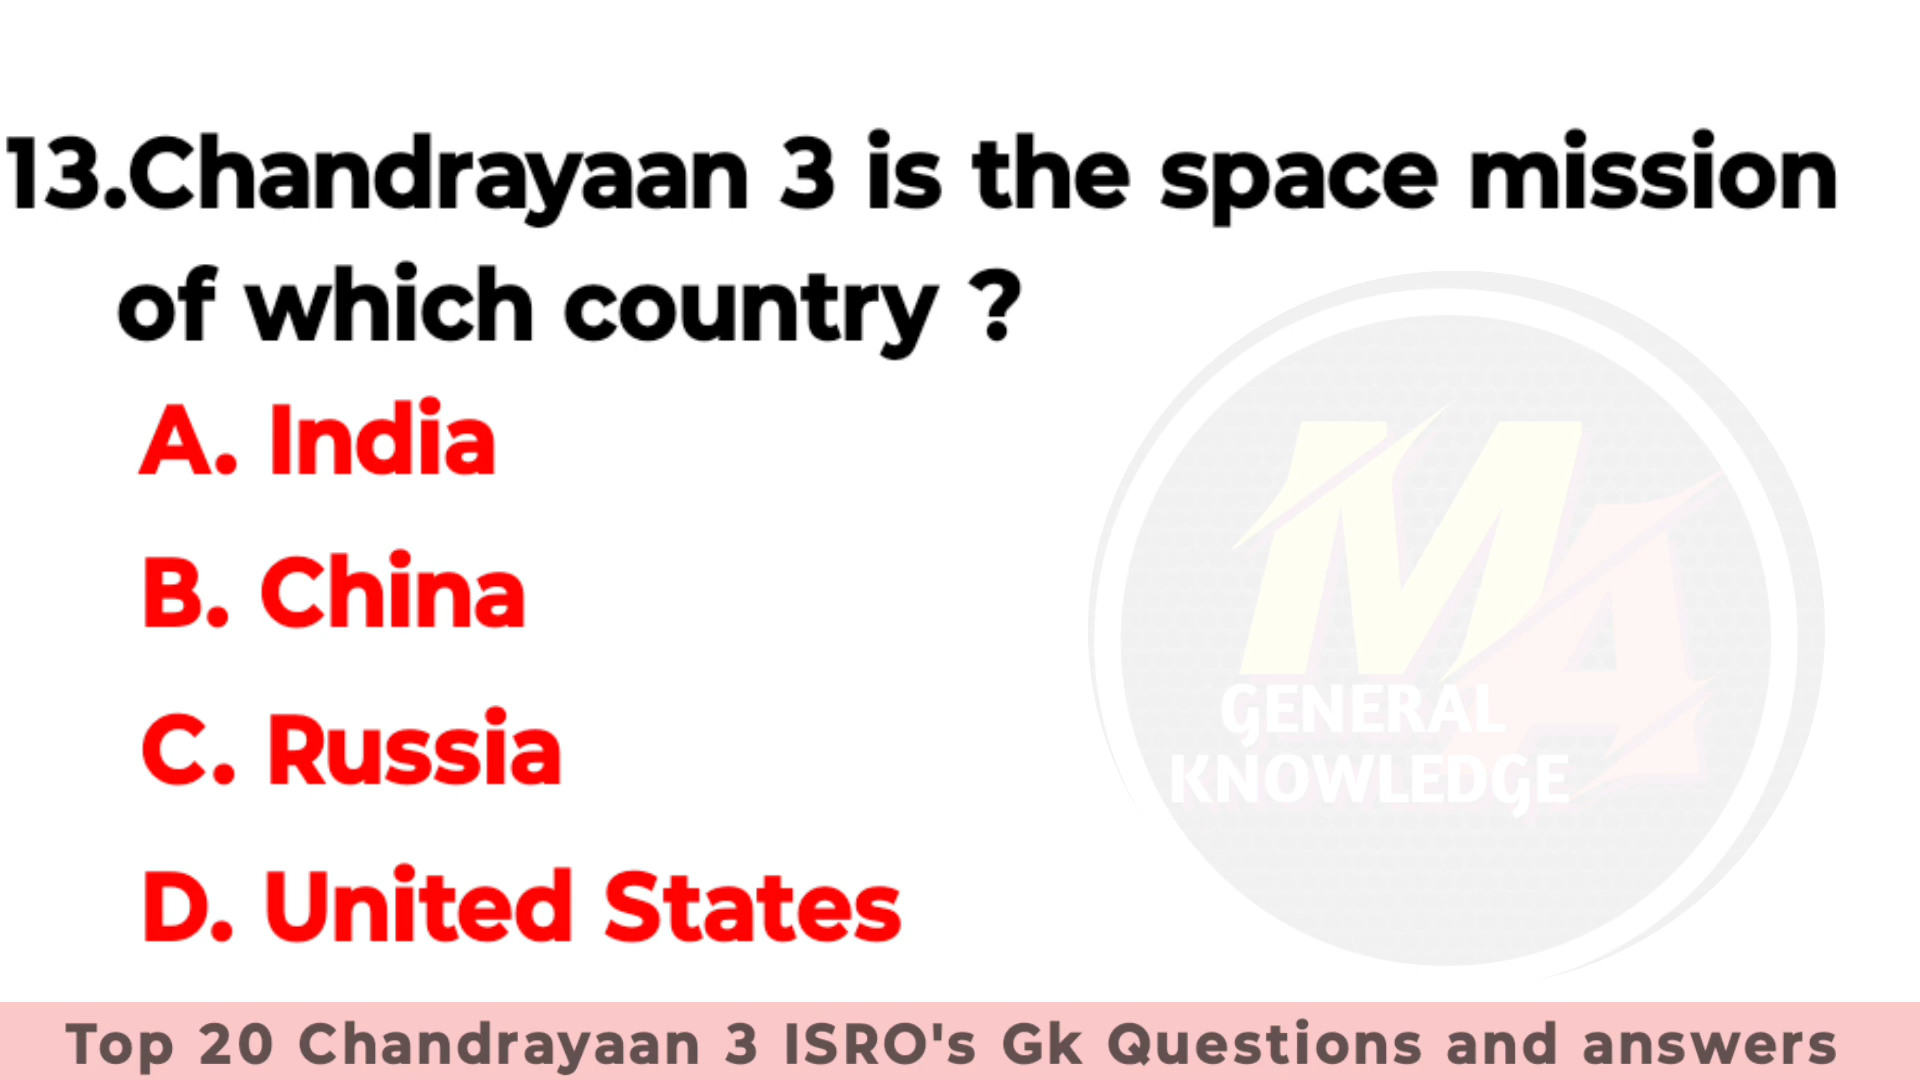 13.Chandrayaan 3 is the space mission
of which country ?
A. India
B. China
C. Russia
D. United States
MA
GENERAL
KNOWLEDGE
Top 20 Chandrayaan 3 ISRO's Gk Questions and answers